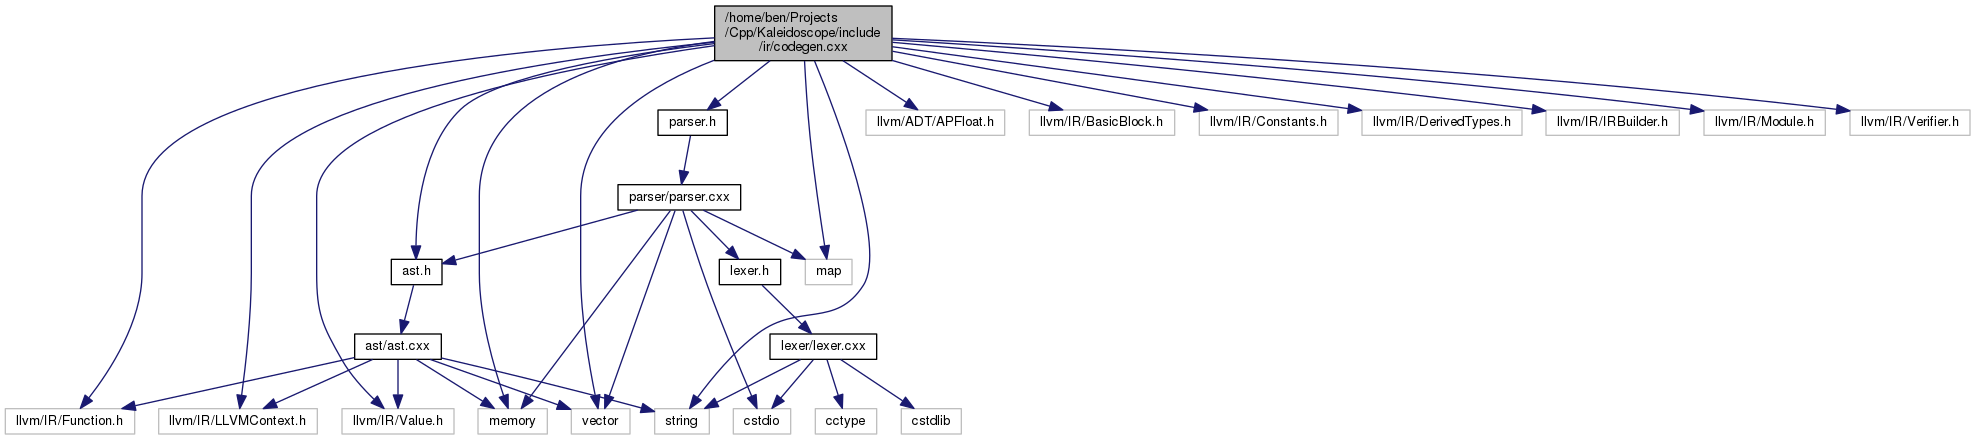 /home/ben/Projects
/Cpp/Kaleidoscope/include
/ir/codegen.cxx
parser.h
llvm/ADT/APFloat.h
llvm/IR/BasicBlock.h
llvm/IR/Constants.h
llvm/IR/DerivedTypes.h
llvm/IR/IRBuilder.h
llvm/IR/Module.h
llvm/IR/Verifier.h
parser/parser.cxx
ast.h
lexer.h
map
ast/ast.cxx
lexer/lexer.cxx
llvm/IR/Function.h
llvm/IR/LLVMContext.h
llvm/IR/Value.h
memory
vector
string
cstdio
cctype
cstdlib